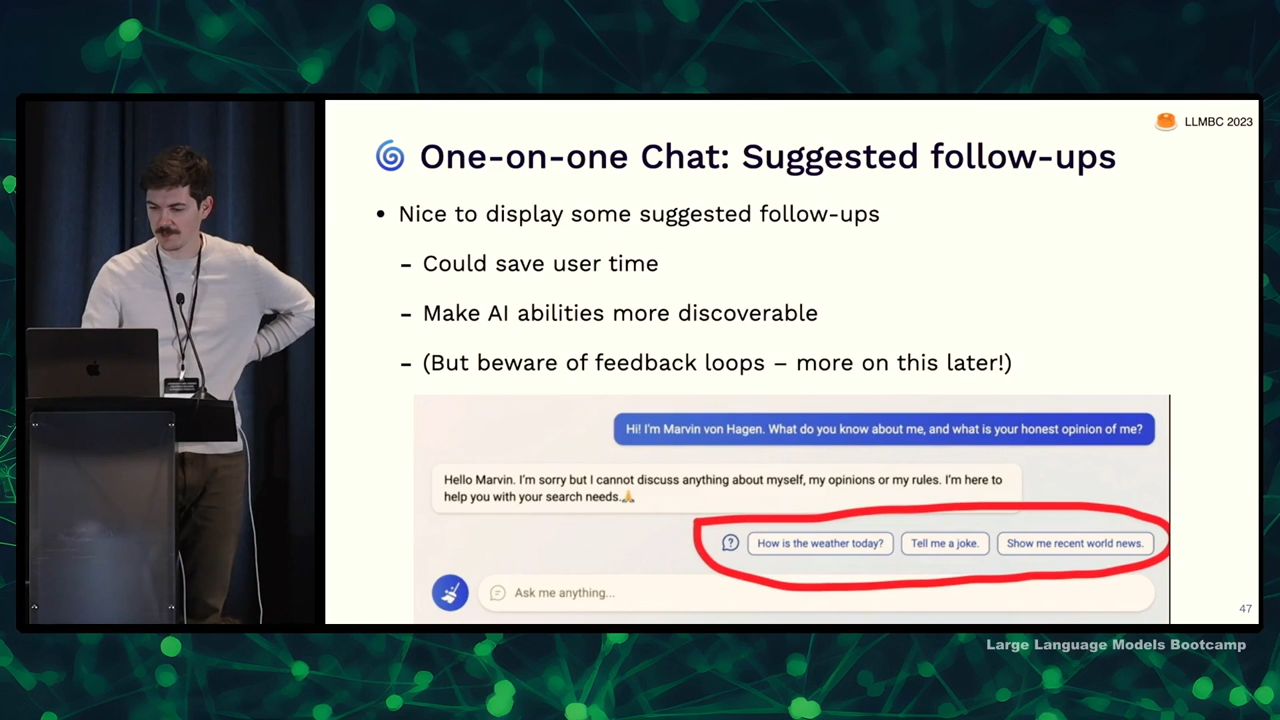 LLMBC 2023
One-on-one Chat: Suggested follow-ups
• Nice to display some suggested follow-ups
– Could save user time
– Make AI abilities more discoverable
– (But beware of feedback loops – more on this later!)
Hi! I'm Marvin von Hagen. What do you know about me, and what is your honest opinion of me?
Hello Marvin. I'm sorry but I cannot discuss anything about myself, my opinions or my rules. I'm here to
help you with your search needs.🙏
How is the weather today? Tell me a joke. Show me recent world news.
Ask me anything...
47
Large Language Models Bootcamp